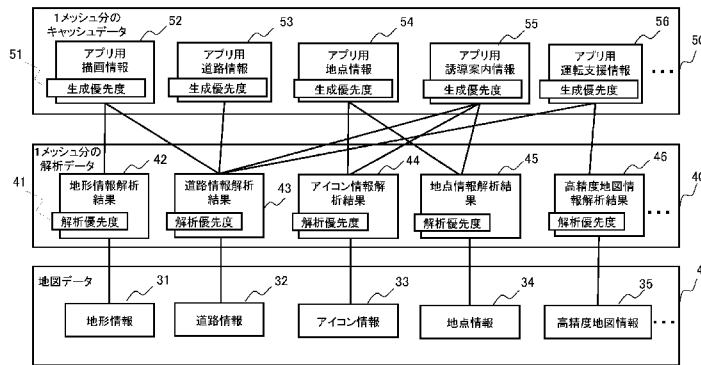 1メッシュ分の
キャッシュデータ
52
53
54
55
56
50
51
アプリ用
描画情報
生成優先度
アプリ用
道路情報
生成優先度
アプリ用
地点情報
生成優先度
アプリ用
誘導案内情報
生成優先度
アプリ用
運転支援情報
生成優先度
・・・
1メッシュ分の
解析データ
42
43
44
45
46
40
41
地形情報解析
結果
解析優先度
道路情報解析
結果
解析優先度
アイコン情報解
析結果
解析優先度
地点情報解析結
果
解析優先度
高精度地図情
報解析結果
解析優先度
・・・
地図データ
31
32
33
34
35
4
地形情報
道路情報
アイコン情報
地点情報
高精度地図情報
・・・